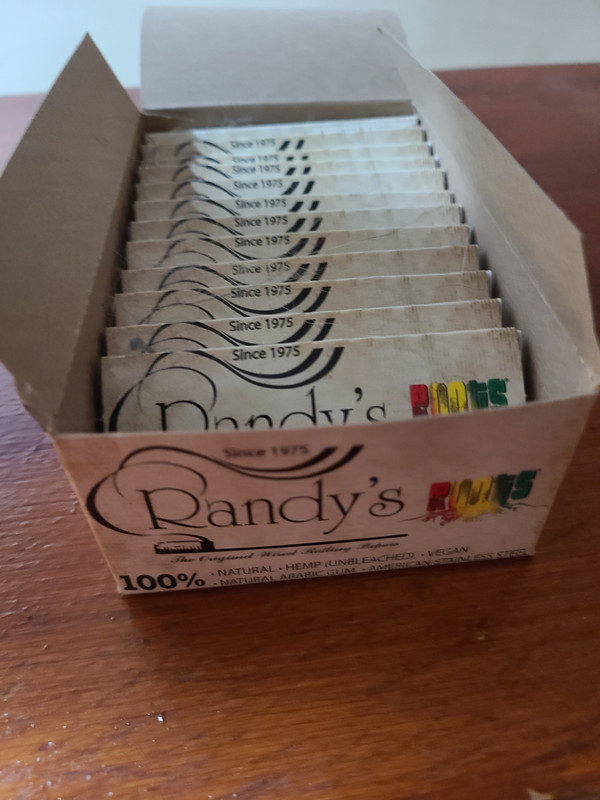 Since 1975
Since 1975
Since 1975
Since 1975
Since 1975
Since 1975
Since 1975
Since 1975
Since 1975
Since 1975
Since 1975
Randy's ROOTS
Since 1975
Randy's ROOTS
The Original Wired Rolling Papers
100% • NATURAL • HEMP (UNBLEACHED) • VEGAN
• NATURAL ARABIC GUM • AMERICAN STAINLESS STEEL